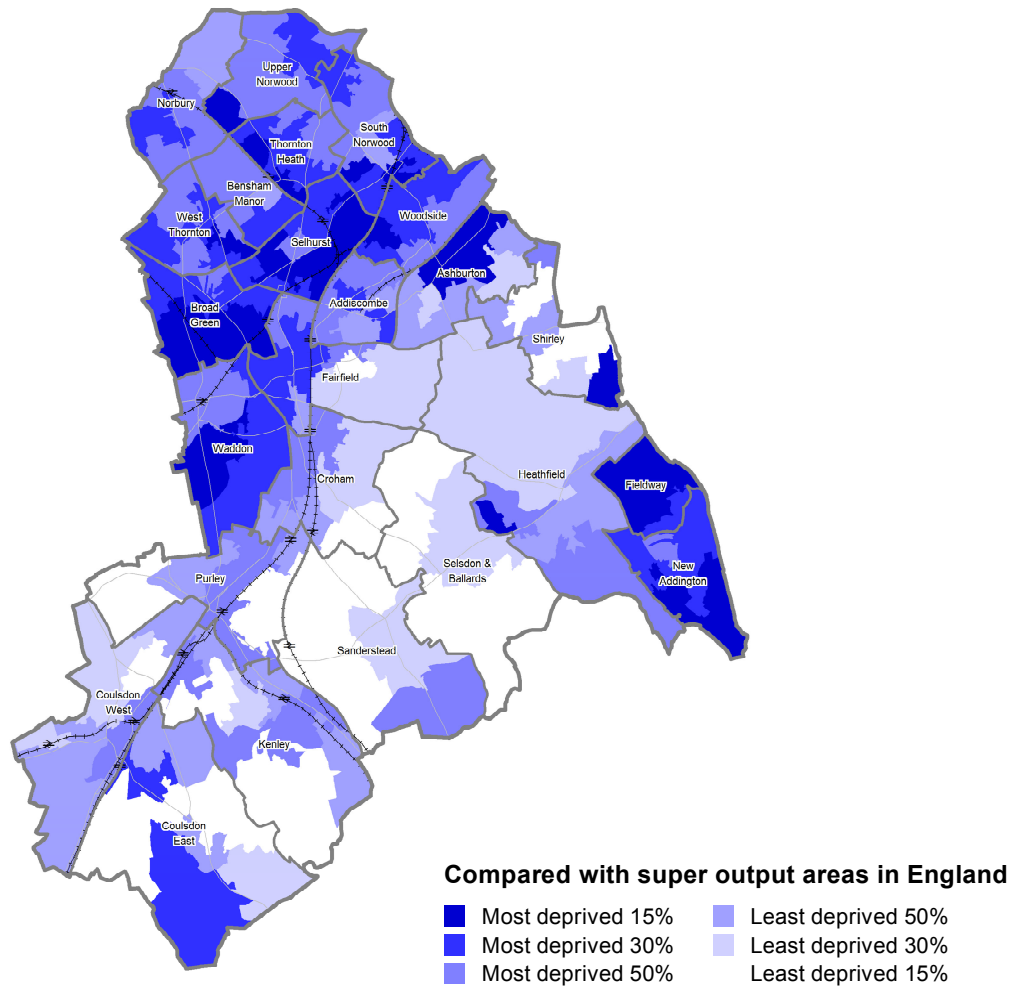 Upper
Norwood
Norbury
South
Norwood
Thornton
Heath
Bensham
Manor
West
Thornton
Woodside
Selhurst
Ashburton
Broad
Green
Addiscombe
Shirley
Fairfield
Waddon
Croham
Heathfield
Fieldway
Selsdon &
Ballards
New
Addington
Purley
Sanderstead
Coulsdon
West
Kenley
Coulsdon
East
Compared with super output areas in England
Most deprived 15%
Most deprived 30%
Most deprived 50%
Least deprived 50%
Least deprived 30%
Least deprived 15%